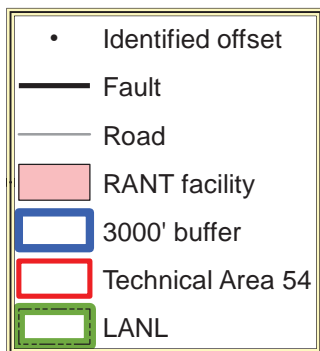 Identified offset
Fault
Road
RANT facility
3000' buffer
Technical Area 54
LANL